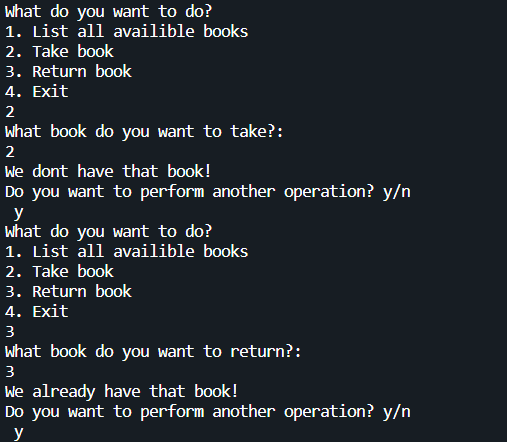 What do you want to do?
1. List all availible books
2. Take book
3. Return book
4. Exit
2
What book do you want to take?:
2
We dont have that book!
Do you want to perform another operation? y/n
y
What do you want to do?
1. List all availible books
2. Take book
3. Return book
4. Exit
3
What book do you want to return?:
3
We already have that book!
Do you want to perform another operation? y/n
y